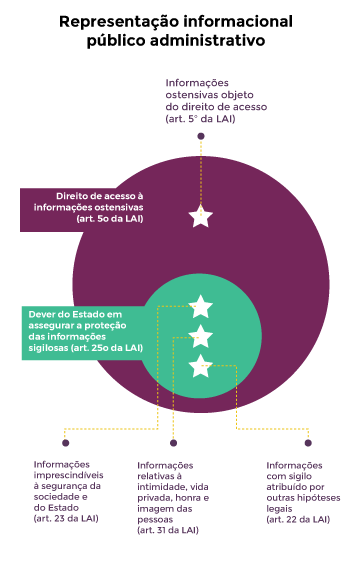 Representação informacional
público administrativo
Informações
ostensivas objeto
do direito de acesso
(art. 5° da LAI)
Direito de acesso à
informações ostensivas
(art. 5o da LAI)
Dever do Estado em
assegurar a proteção
das informações
sigilosas (art. 25o da LAI)
Informações
imprescindíveis
à segurança da
sociedade e
do Estado
(art. 23 da LAI)
Informações
relativas à
intimidade, vida
privada, honra e
imagem das
pessoas
(art. 31 da LAI)
Informações
com sigilo
atribuído por
outras hipóteses
legais
(art. 22 da LAI)